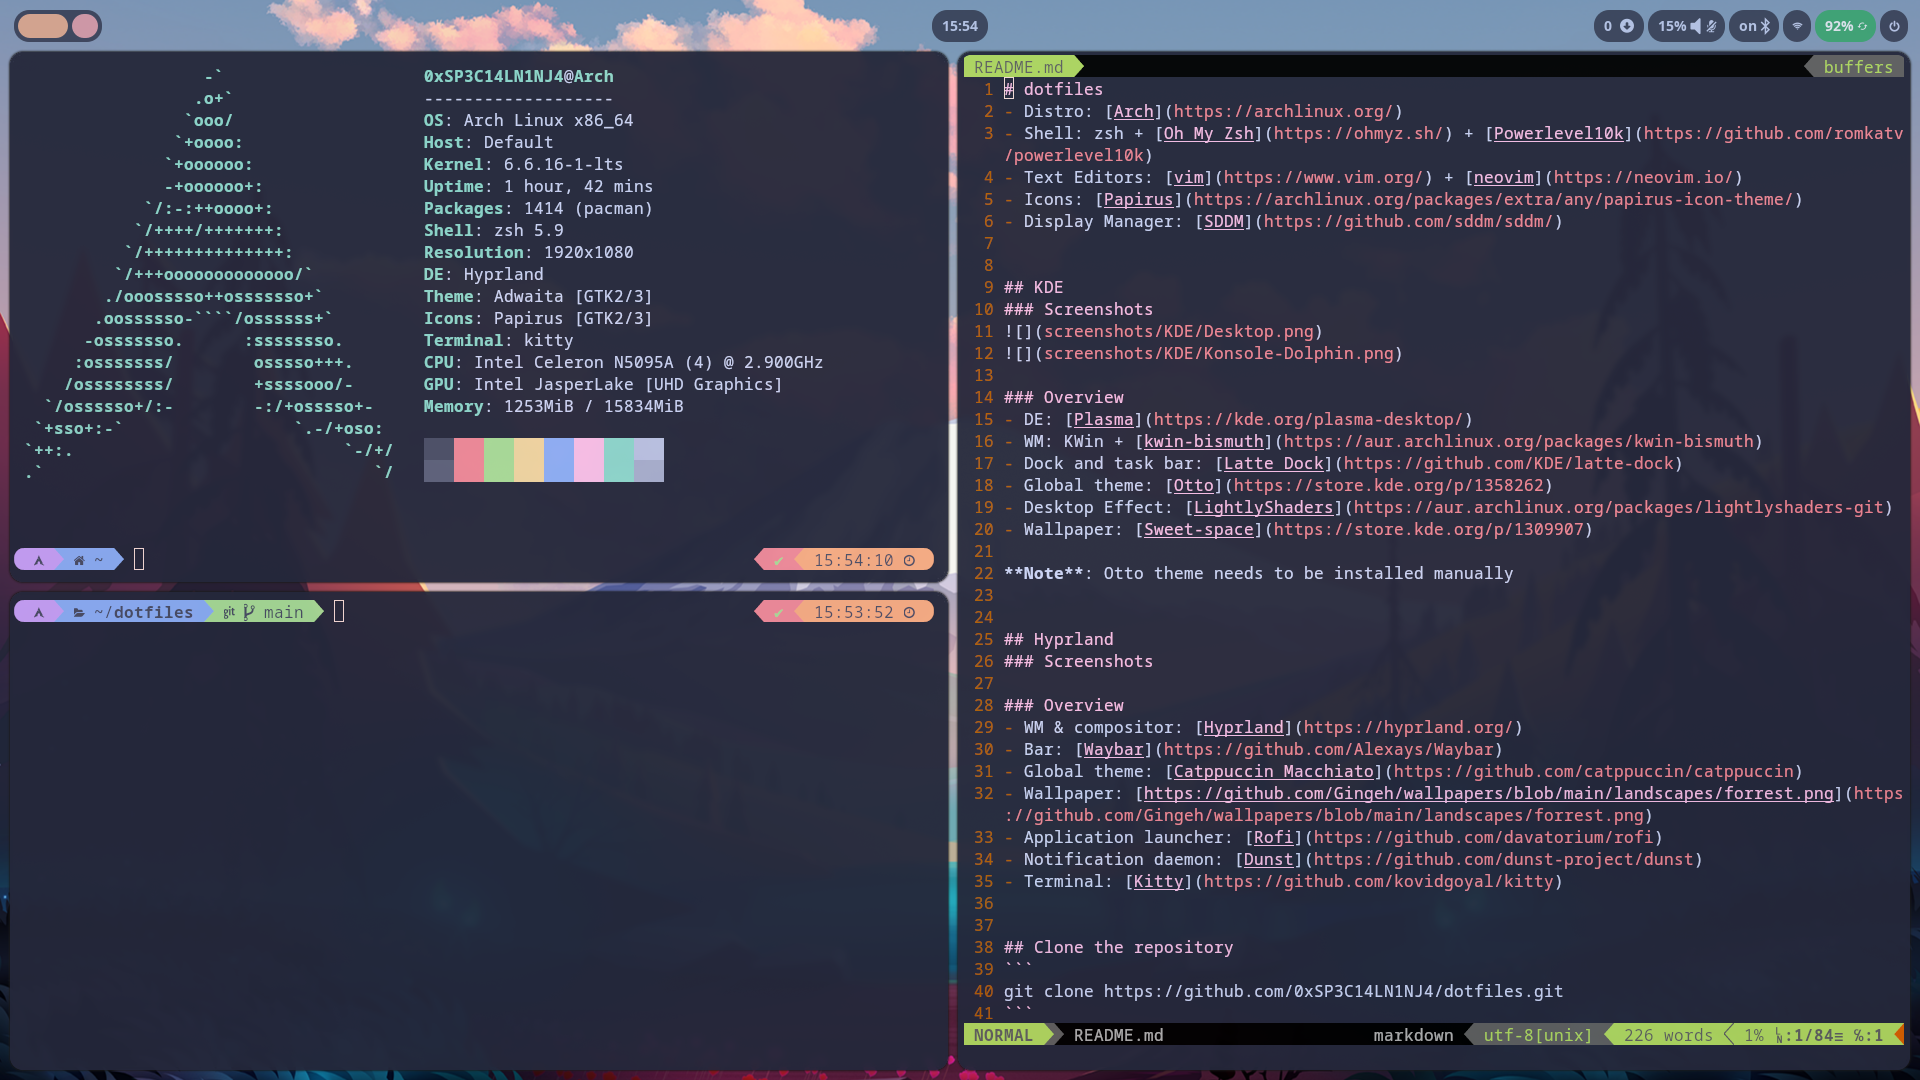 15:54
0
15%
on
92%
-`
.o+`
`ooo/
`+oooo:
`+oooooo:
-+oooooo+:
`/:-:++oooo+:
`/++++/+++++++:
`/++++++++++++++:
`/+++ooooooooooooo/`
./ooosssso++osssssso+`
.oossssso-````/ossssss+`
-osssssso.      :ssssssso.
:osssssss/        osssso+++.
/ossssssss/        +ssssooo/-
`/ossssso+/:-        -:/+osssso+-
`+sso+:-`                 `.-/+oso:
`++:.                           `-/+/
.`                                 `/
0xSP3C14LN1NJ4@Arch
-------------------
OS: Arch Linux x86_64
Host: Default
Kernel: 6.6.16-1-lts
Uptime: 1 hour, 42 mins
Packages: 1414 (pacman)
Shell: zsh 5.9
Resolution: 1920x1080
DE: Hyprland
Theme: Adwaita [GTK2/3]
Icons: Papirus [GTK2/3]
Terminal: kitty
CPU: Intel Celeron N5095A (4) @ 2.900GHz
GPU: Intel JasperLake [UHD Graphics]
Memory: 1253MiB / 15834MiB
~
✔ 15:54:10
~/dotfiles git main
✔ 15:53:52
README.md buffers
1 # dotfiles
2 - Distro: [Arch](https://archlinux.org/)
3 - Shell: zsh + [Oh My Zsh](https://ohmyz.sh/) + [Powerlevel10k](https://github.com/romkatv
/powerlevel10k)
4 - Text Editors: [vim](https://www.vim.org/) + [neovim](https://neovim.io/)
5 - Icons: [Papirus](https://archlinux.org/packages/extra/any/papirus-icon-theme/)
6 - Display Manager: [SDDM](https://github.com/sddm/sddm/)
7
8
9 ## KDE
10 ### Screenshots
11 ![](screenshots/KDE/Desktop.png)
12 ![](screenshots/KDE/Konsole-Dolphin.png)
13
14 ### Overview
15 - DE: [Plasma](https://kde.org/plasma-desktop/)
16 - WM: KWin + [kwin-bismuth](https://aur.archlinux.org/packages/kwin-bismuth)
17 - Dock and task bar: [Latte Dock](https://github.com/KDE/latte-dock)
18 - Global theme: [Otto](https://store.kde.org/p/1358262)
19 - Desktop Effect: [LightlyShaders](https://aur.archlinux.org/packages/lightlyshaders-git)
20 - Wallpaper: [Sweet-space](https://store.kde.org/p/1309907)
21
22 **Note**: Otto theme needs to be installed manually
23
24
25 ## Hyprland
26 ### Screenshots
27
28 ### Overview
29 - WM & compositor: [Hyprland](https://hyprland.org/)
30 - Bar: [Waybar](https://github.com/Alexays/Waybar)
31 - Global theme: [Catppuccin Macchiato](https://github.com/catppuccin/catppuccin)
32 - Wallpaper: [https://github.com/Gingeh/wallpapers/blob/main/landscapes/forrest.png](https
://github.com/Gingeh/wallpapers/blob/main/landscapes/forrest.png)
33 - Application launcher: [Rofi](https://github.com/davatorium/rofi)
34 - Notification daemon: [Dunst](https://github.com/dunst-project/dunst)
35 - Terminal: [Kitty](https://github.com/kovidgoyal/kitty)
36
37
38 ## Clone the repository
39 ```
40 git clone https://github.com/0xSP3C14LN1NJ4/dotfiles.git
41 ```
NORMAL README.md markdown utf-8[unix] 226 words 1% ␤:1/84≡ ℅:1